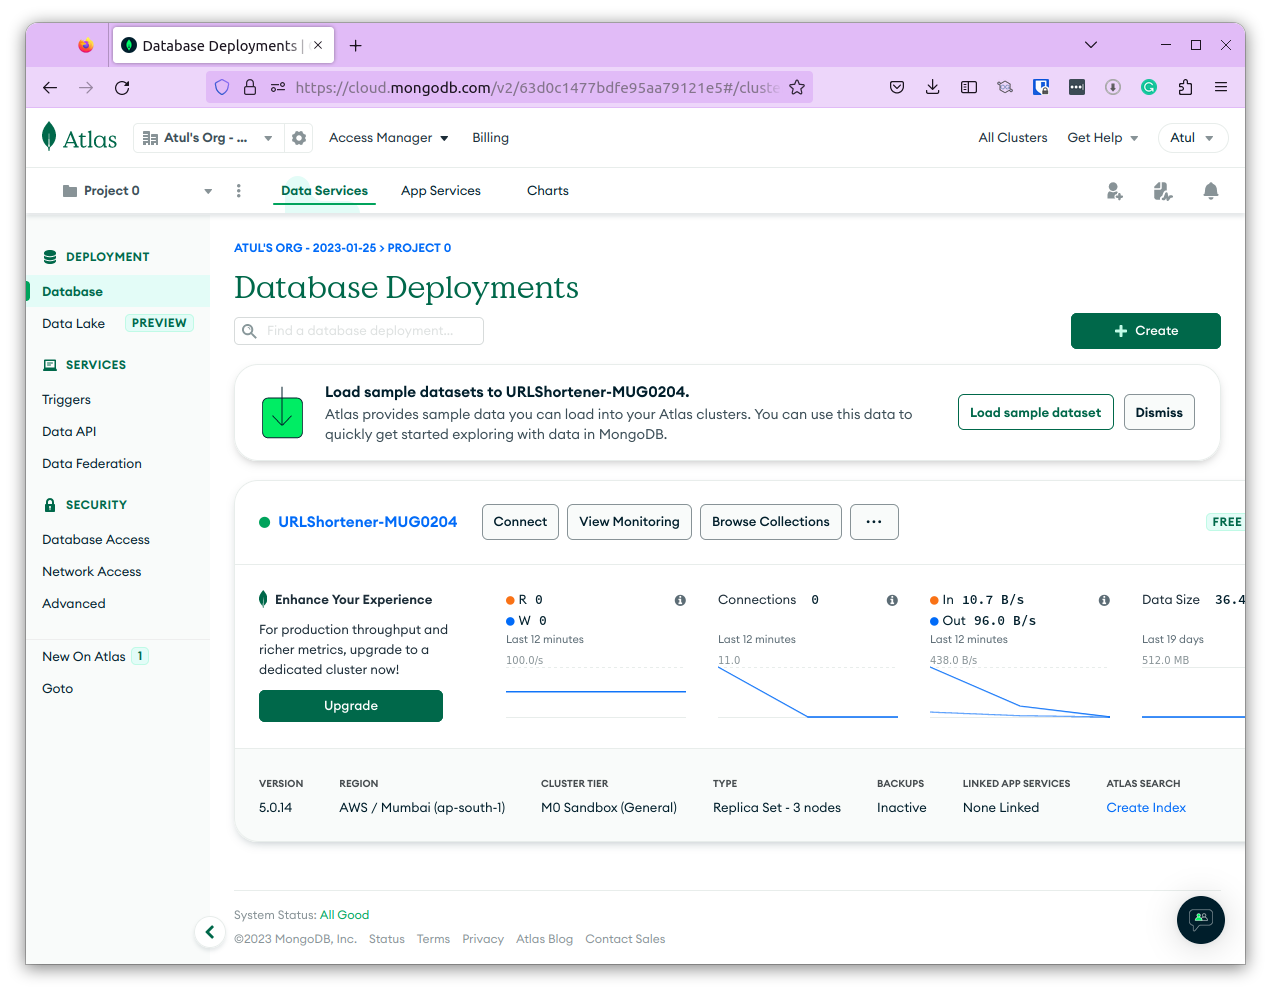 Database Deployments |
https://cloud.mongodb.com/v2/63d0c1477bdfe95aa79121e5#/cluste
Atlas
Atul's Org - ...
Access Manager
Billing
All Clusters
Get Help
Atul
Project 0
Data Services
App Services
Charts
DEPLOYMENT
Database
Data Lake PREVIEW
SERVICES
Triggers
Data API
Data Federation
SECURITY
Database Access
Network Access
Advanced
New On Atlas 1
Goto
ATUL'S ORG - 2023-01-25 > PROJECT 0
Database Deployments
Find a database deployment...
+ Create
Load sample datasets to URLShortener-MUG0204.
Atlas provides sample data you can load into your Atlas clusters. You can use this data to
quickly get started exploring with data in MongoDB.
Load sample dataset
Dismiss
URLShortener-MUG0204
Connect
View Monitoring
Browse Collections
...
FREE
Enhance Your Experience
For production throughput and
richer metrics, upgrade to a
dedicated cluster now!
Upgrade
R 0
W 0
Last 12 minutes
100.0/s
Connections 0
Last 12 minutes
11.0
In 10.7 B/s
Out 96.0 B/s
Last 12 minutes
438.0 B/s
Data Size 36.4
Last 19 days
512.0 MB
VERSION
5.0.14
REGION
AWS / Mumbai (ap-south-1)
CLUSTER TIER
M0 Sandbox (General)
TYPE
Replica Set - 3 nodes
BACKUPS
Inactive
LINKED APP SERVICES
None Linked
ATLAS SEARCH
Create Index
System Status: All Good
©2023 MongoDB, Inc. Status Terms Privacy Atlas Blog Contact Sales